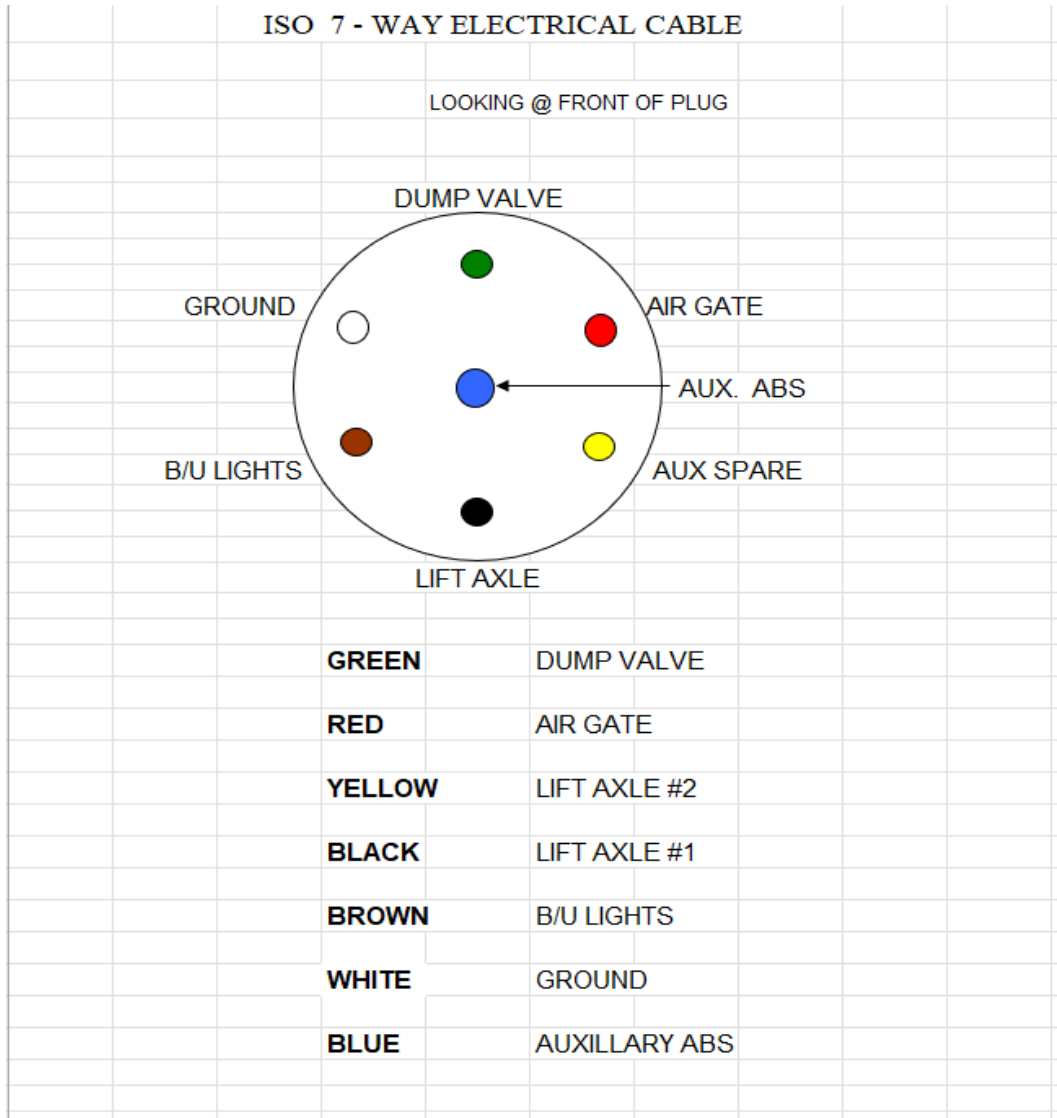 ISO 7 - WAY ELECTRICAL CABLE
LOOKING @ FRONT OF PLUG
DUMP VALVE
GROUND
AIR GATE
AUX. ABS
B/U LIGHTS
AUX SPARE
LIFT AXLE
GREEN DUMP VALVE
RED AIR GATE
YELLOW LIFT AXLE #2
BLACK LIFT AXLE #1
BROWN B/U LIGHTS
WHITE GROUND
BLUE AUXILLARY ABS